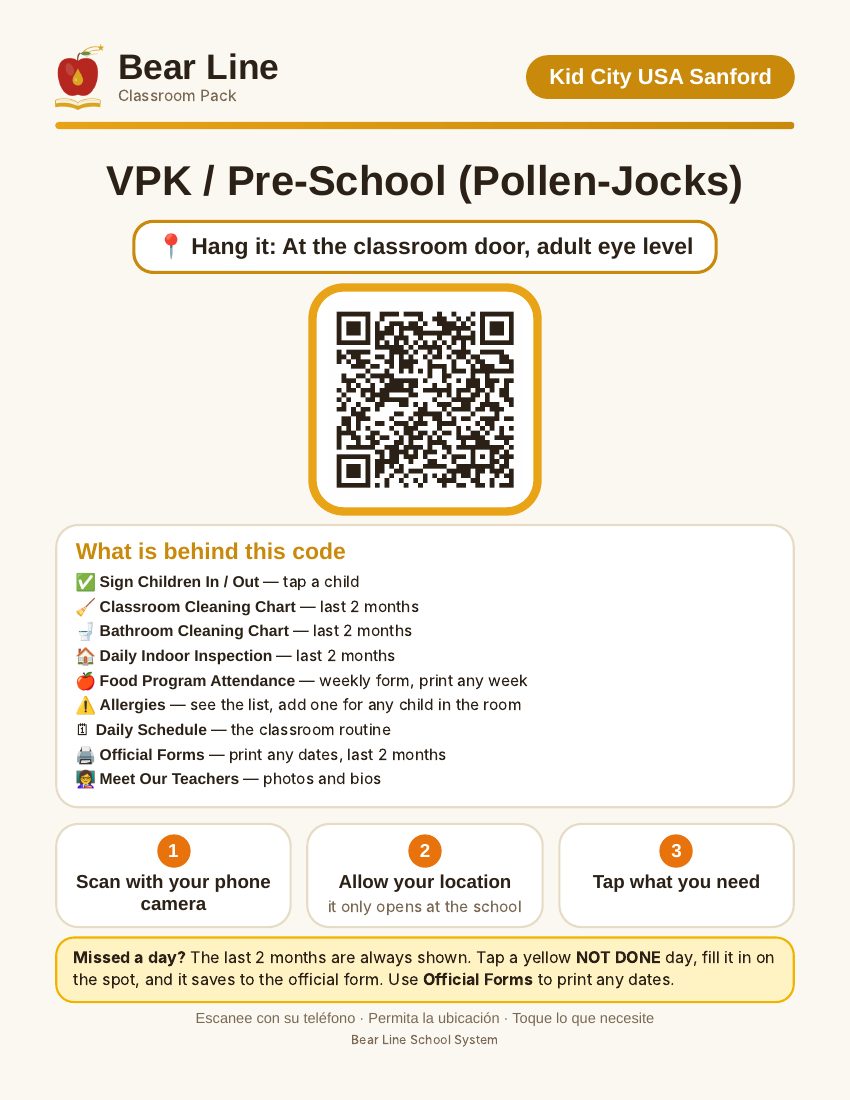 Bear Line
Classroom Pack
Kid City USA Sanford
VPK / Pre-School (Pollen-Jocks)
📍 Hang it: At the classroom door, adult eye level
What is behind this code
✅ Sign Children In / Out — tap a child
🧹 Classroom Cleaning Chart — last 2 months
🚽 Bathroom Cleaning Chart — last 2 months
🏠 Daily Indoor Inspection — last 2 months
🍎 Food Program Attendance — weekly form, print any week
⚠️ Allergies — see the list, add one for any child in the room
🗓 Daily Schedule — the classroom routine
🖨️ Official Forms — print any dates, last 2 months
👩‍🏫 Meet Our Teachers — photos and bios
1
Scan with your phone
camera
2
Allow your location
it only opens at the school
3
Tap what you need
Missed a day? The last 2 months are always shown. Tap a yellow NOT DONE day, fill it in on
the spot, and it saves to the official form. Use Official Forms to print any dates.
Escanee con su teléfono · Permita la ubicación · Toque lo que necesite
Bear Line School System